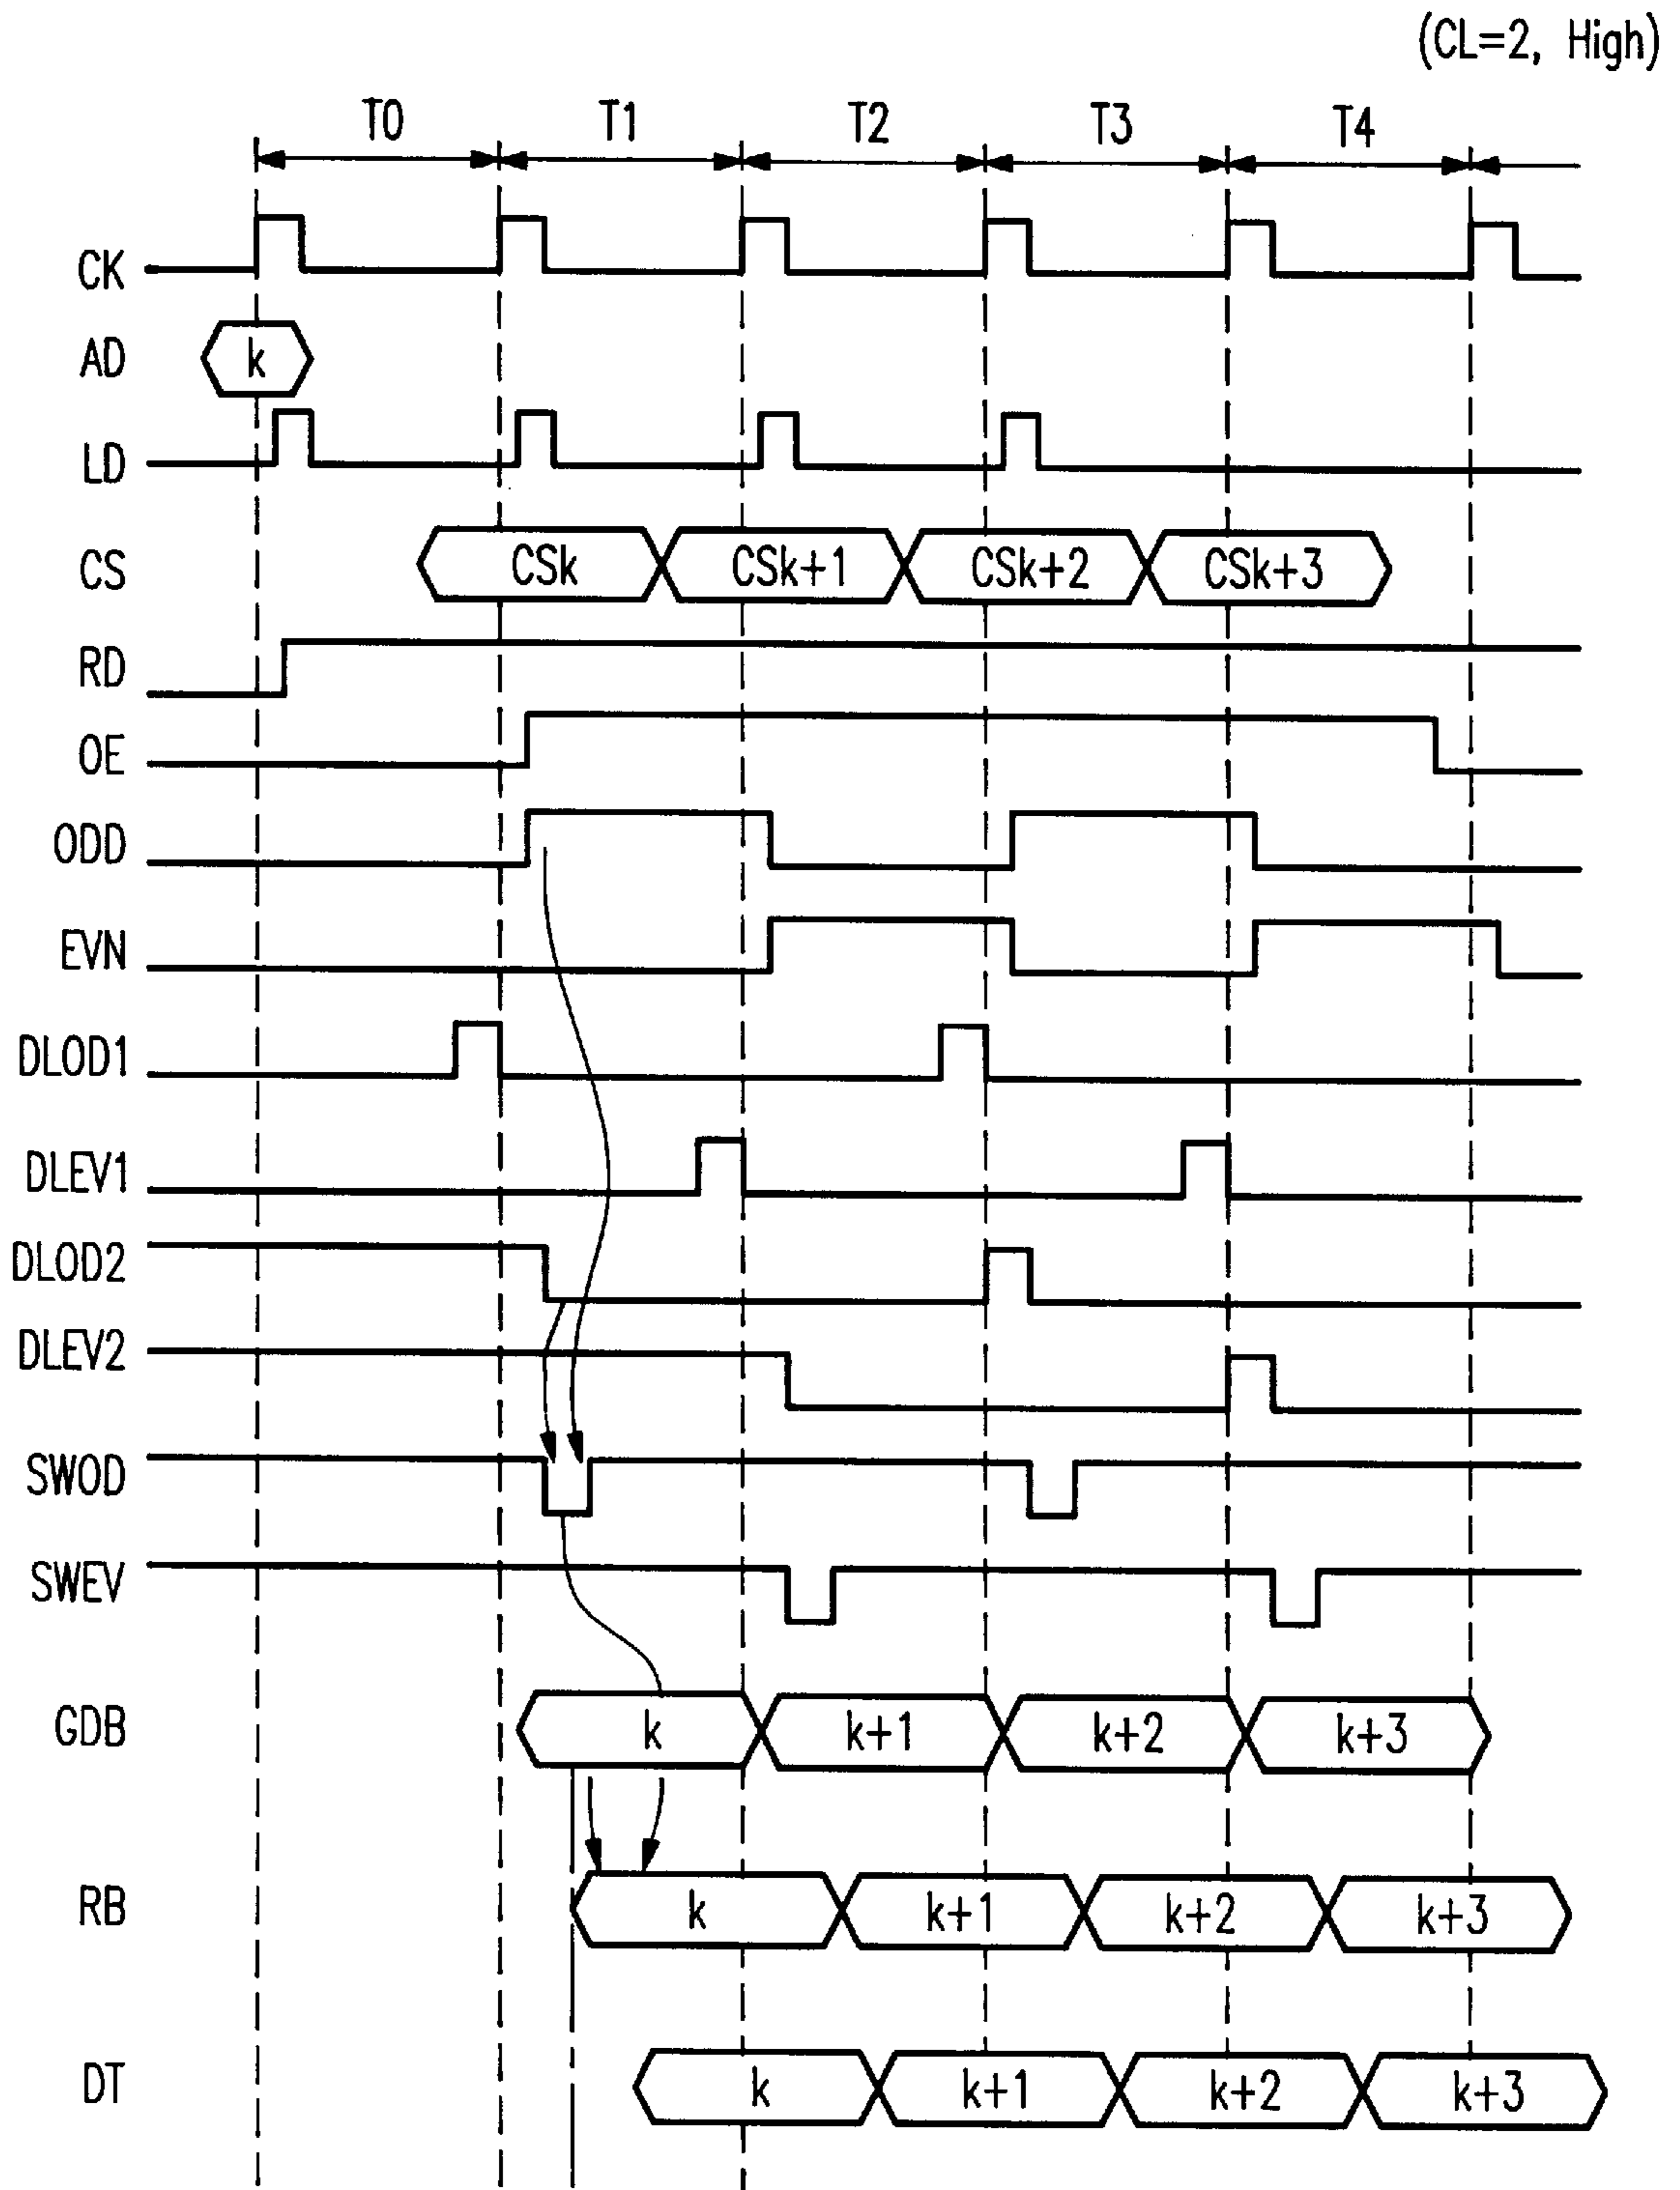 (CL=2, High)
T0 T1 T2 T3 T4
CK
AD k
LD
CS CSk CSk+1 CSk+2 CSk+3
RD
OE
ODD
EVN
DLOD1
DLEV1
DLOD2
DLEV2
SWOD
SWEV
GDB k k+1 k+2 k+3
RB k k+1 k+2 k+3
DT k k+1 k+2 k+3